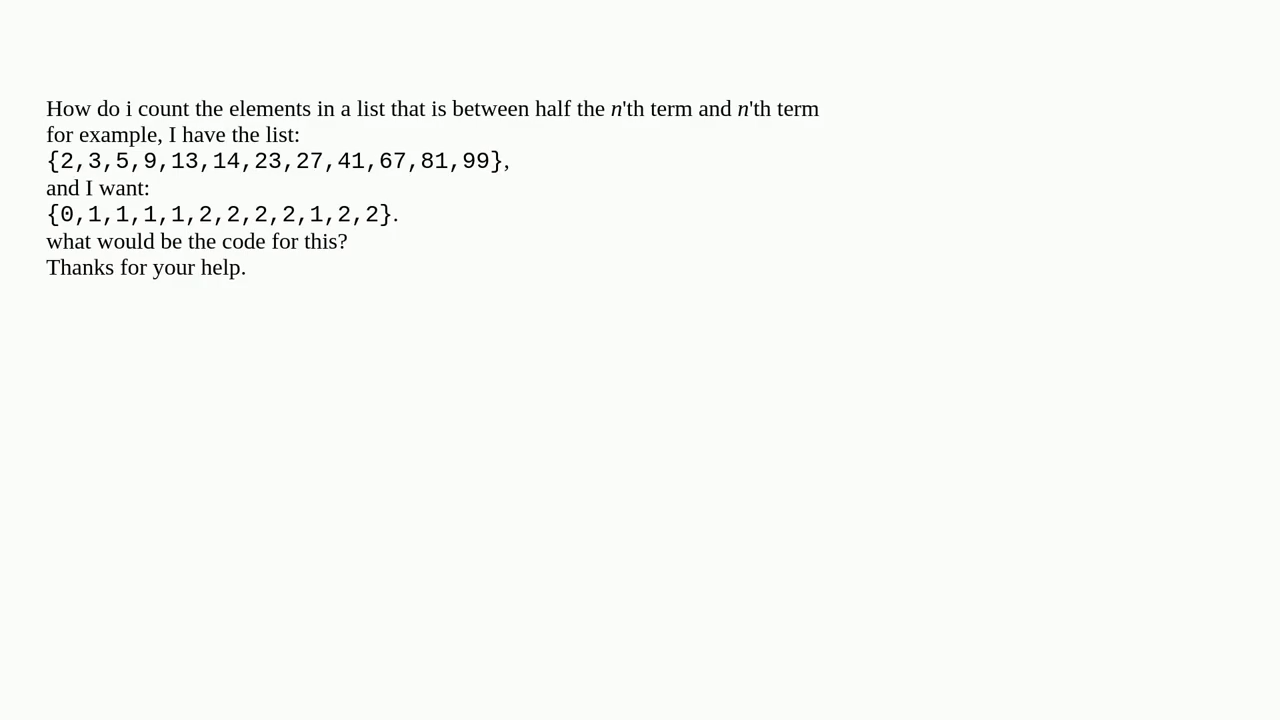 How do i count the elements in a list that is between half the n'th term and n'th term
for example, I have the list:
{2,3,5,9,13,14,23,27,41,67,81,99},
and I want:
{0,1,1,1,1,2,2,2,2,1,2,2}.
what would be the code for this?
Thanks for your help.